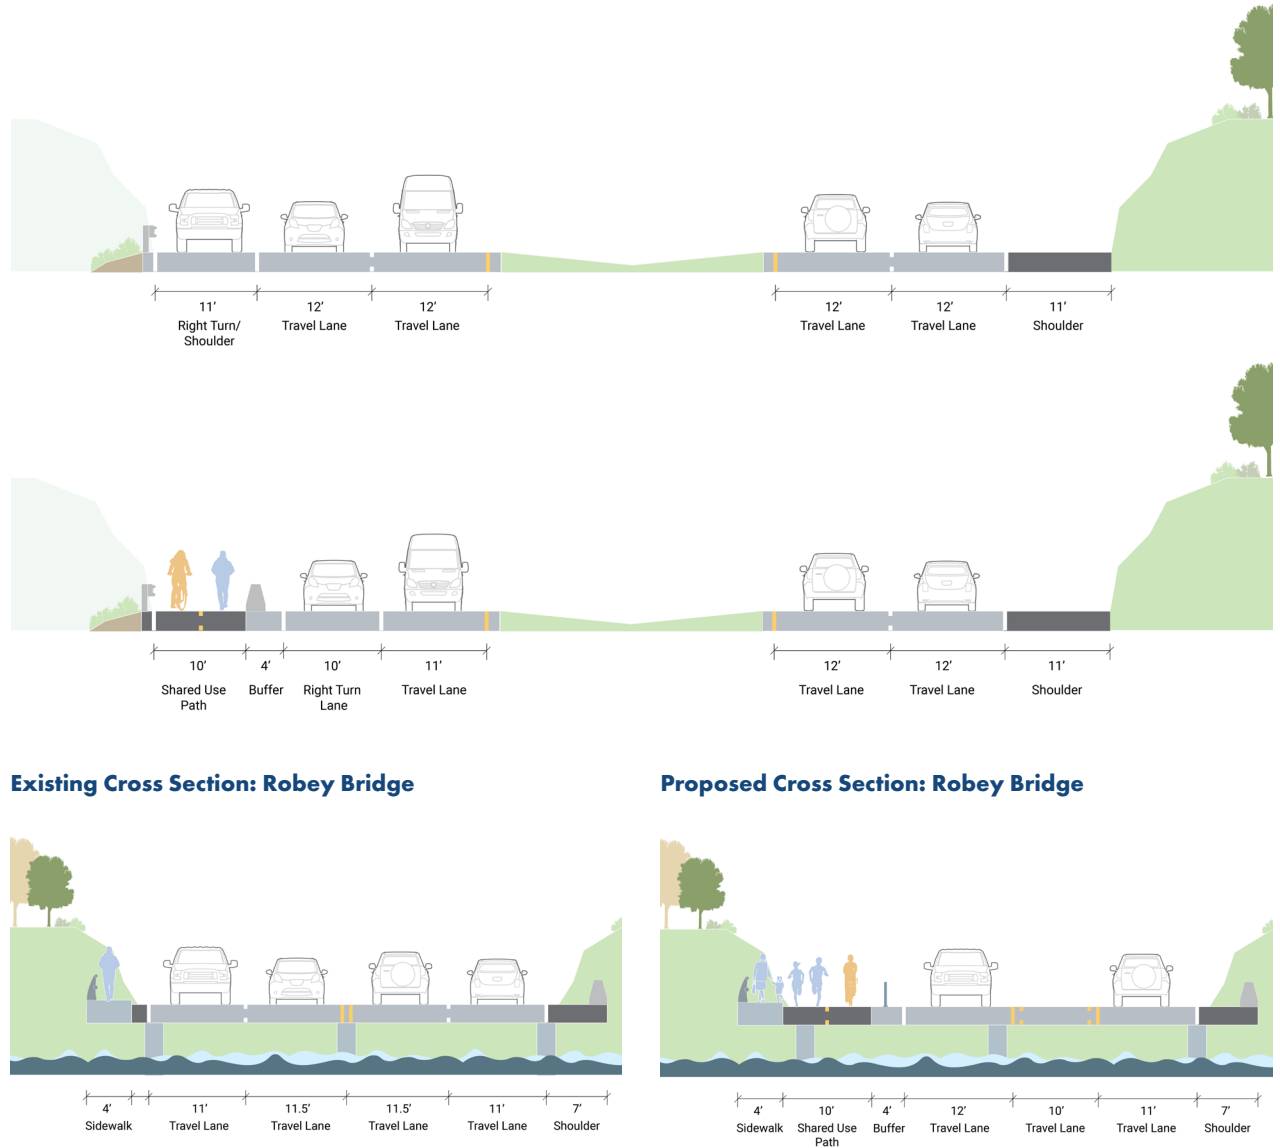 11’ 12’ 12’ 12’ 12’ 11’
Right Turn/ Travel Lane Travel Lane Travel Lane Travel Lane Shoulder
Shoulder
10’ 4’ 10’ 11’ 12’ 12’ 11’
Shared Use Buffer Right Turn Travel Lane Travel Lane Travel Lane Shoulder
Path Lane
Existing Cross Section: Robey Bridge
4’ 11’ 11.5’ 11.5’ 11’ 7’
Sidewalk Travel Lane Travel Lane Travel Lane Travel Lane Shoulder
Proposed Cross Section: Robey Bridge
4’ 10’ 4’ 12’ 10’ 11’ 7’
Sidewalk Shared Use Buffer Travel Lane Travel Lane Travel Lane Shoulder
Path